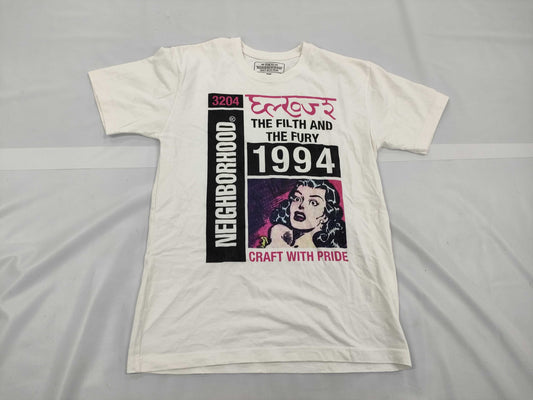 3204
THE FILTH AND
THE FURY
NEIGHBORHOOD®
1994
CRAFT WITH PRIDE